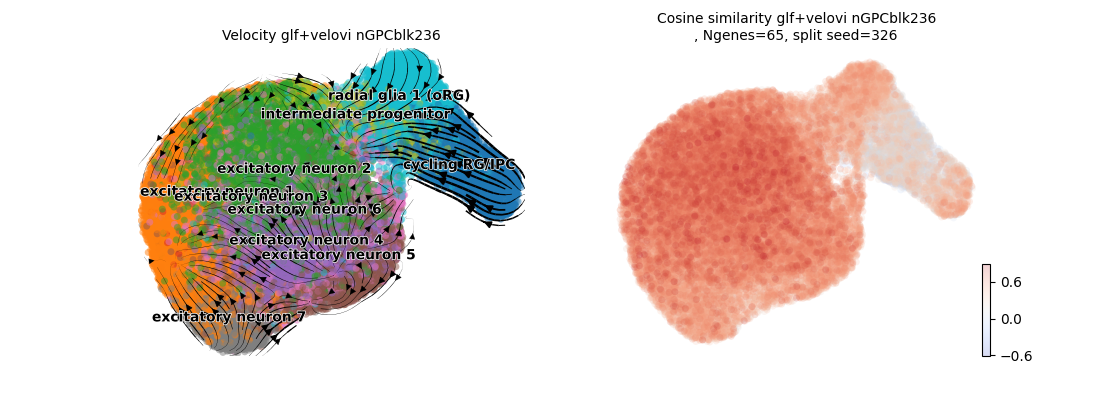 Velocity glf+velovi nGPCblk236
radial glia 1 (oRG)
intermediate progenitor
cycling RG/IPC
excitatory neuron 2
excitatory neuron 1
excitatory neuron 3
excitatory neuron 6
excitatory neuron 4
excitatory neuron 5
excitatory neuron 7
Cosine similarity glf+velovi nGPCblk236
, Ngenes=65, split seed=326
0.6
0.0
−0.6